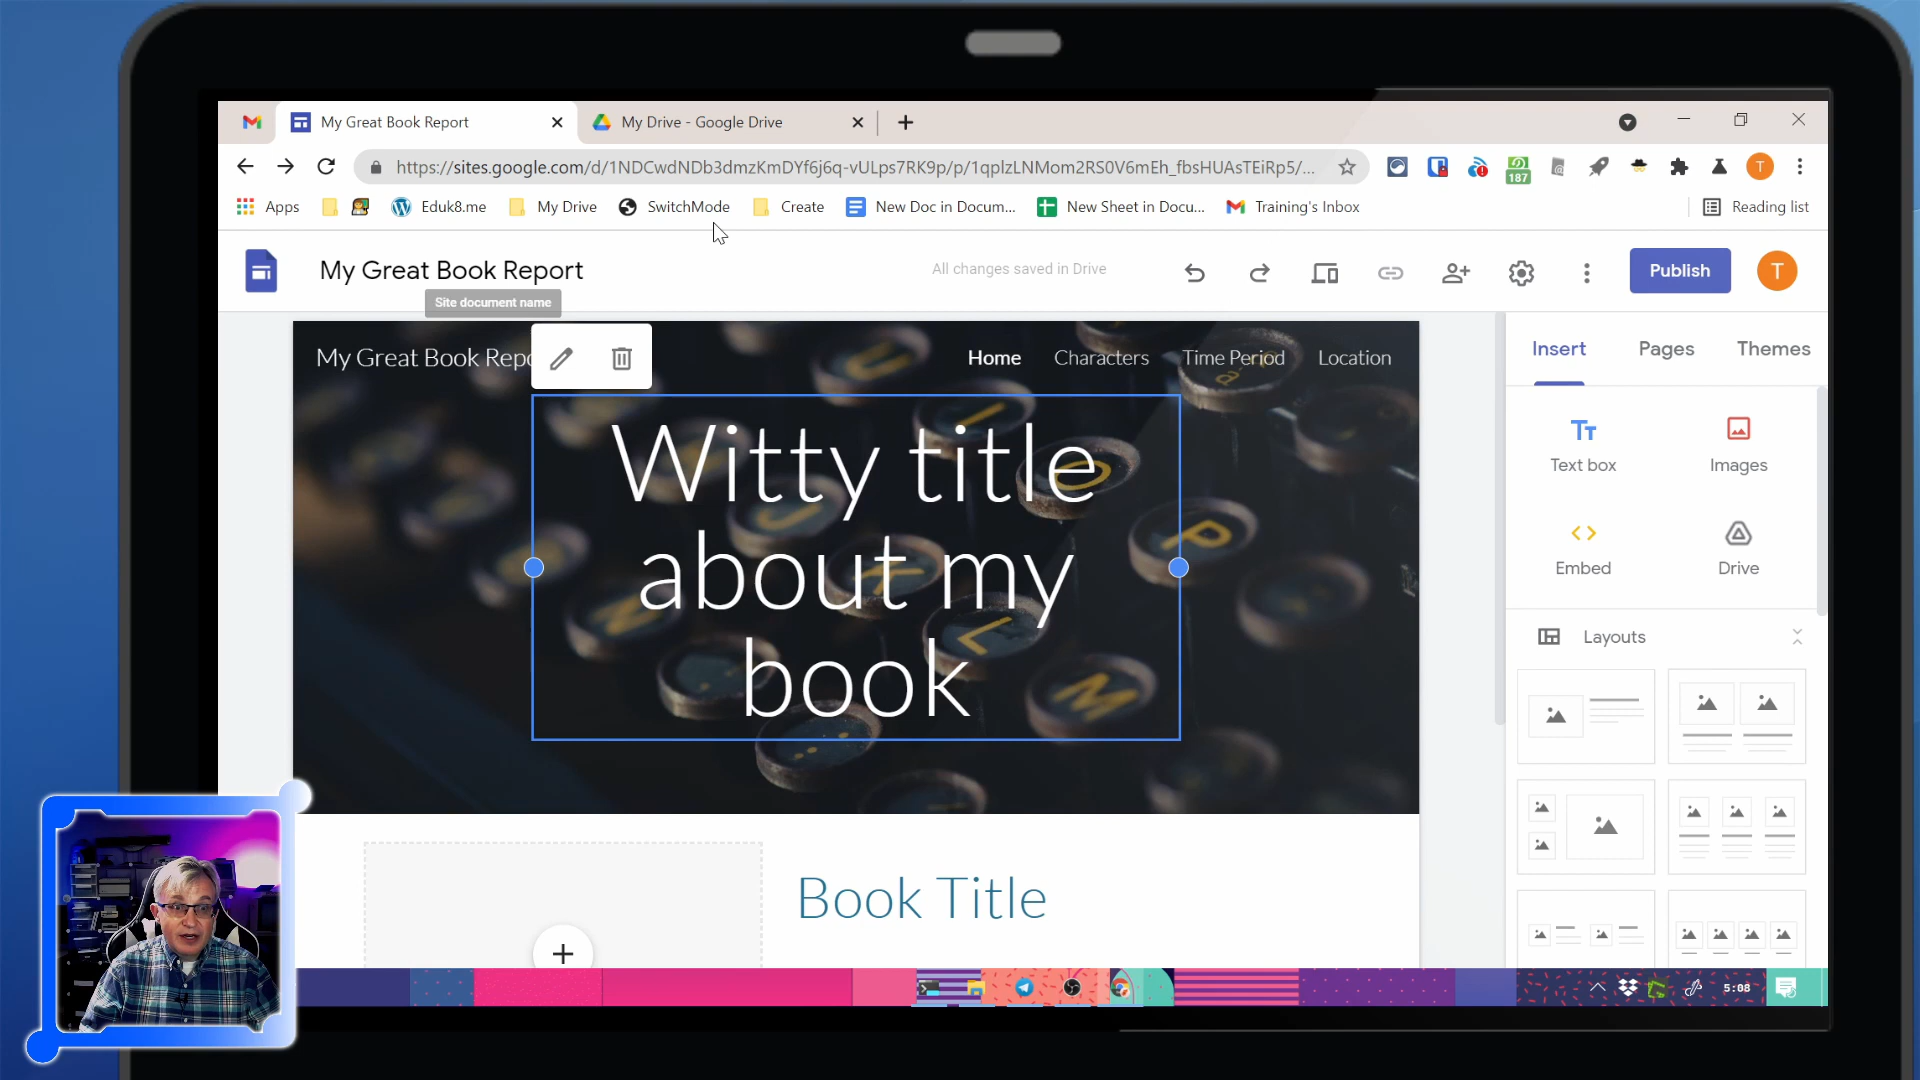 My Great Book Report
My Drive - Google Drive
https://sites.google.com/d/1NDCwdNDb3dmzKmDYf6j6q-vULps7RK9p/p/1qplzLNMom2RS0V6mEh_fbsHUAsTEiRp5/...
187
T
Apps
Eduk8.me
My Drive
SwitchMode
Create
New Doc in Docum...
New Sheet in Docu...
Training's Inbox
Reading list
My Great Book Report
All changes saved in Drive
Publish
T
Site document name
My Great Book Repo
Home
Characters
Time Period
Location
Insert
Pages
Themes
Witty title
about my
book
Text box
Images
Embed
Drive
Layouts
Book Title
5:08